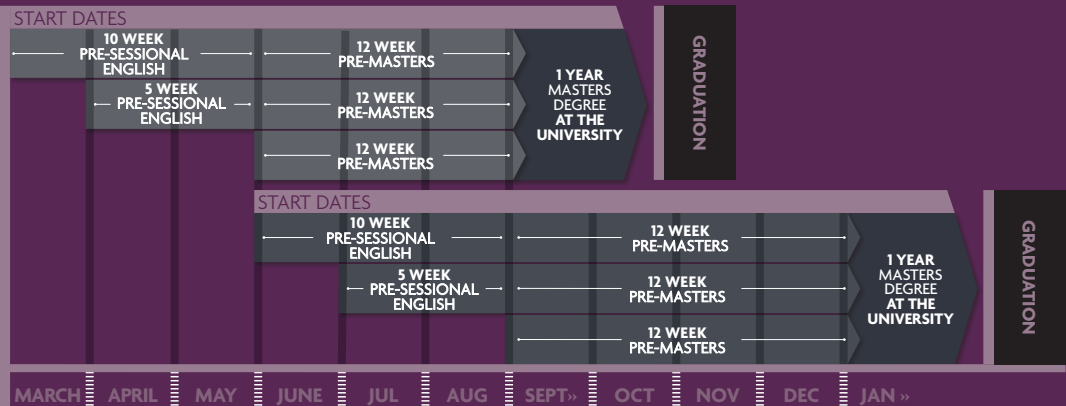 START DATES
10 WEEK
PRE-SESSIONAL
ENGLISH
12 WEEK
PRE-MASTERS
5 WEEK
PRE-SESSIONAL
ENGLISH
12 WEEK
PRE-MASTERS
12 WEEK
PRE-MASTERS
1 YEAR
MASTERS
DEGREE
AT THE
UNIVERSITY
GRADUATION
START DATES
10 WEEK
PRE-SESSIONAL
ENGLISH
12 WEEK
PRE-MASTERS
5 WEEK
PRE-SESSIONAL
ENGLISH
12 WEEK
PRE-MASTERS
12 WEEK
PRE-MASTERS
1 YEAR
MASTERS
DEGREE
AT THE
UNIVERSITY
GRADUATION
MARCH APRIL MAY JUNE JUL AUG SEPT» OCT NOV DEC JAN »